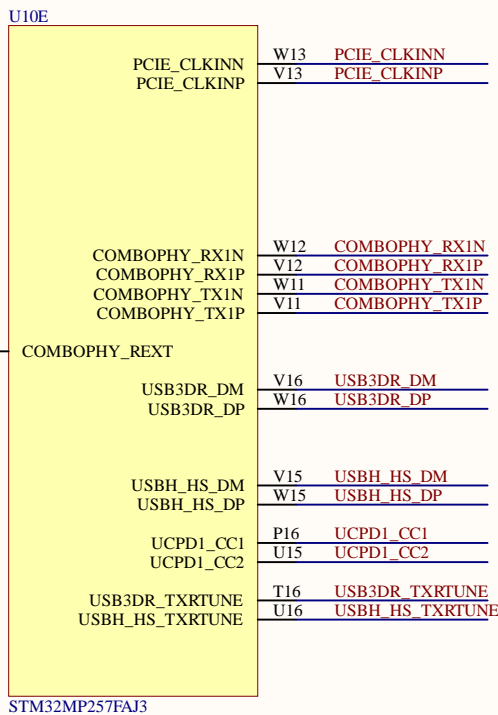 U10E
PCIE_CLKINN W13 PCIE_CLKINN
PCIE_CLKINP V13 PCIE_CLKINP
COMBOPHY_RX1N W12 COMBOPHY_RX1N
COMBOPHY_RX1P V12 COMBOPHY_RX1P
COMBOPHY_TX1N W11 COMBOPHY_TX1N
COMBOPHY_TX1P V11 COMBOPHY_TX1P
COMBOPHY_REXT
USB3DR_DM V16 USB3DR_DM
USB3DR_DP W16 USB3DR_DP
USBH_HS_DM V15 USBH_HS_DM
USBH_HS_DP W15 USBH_HS_DP
UCPD1_CC1 P16 UCPD1_CC1
UCPD1_CC2 U15 UCPD1_CC2
USB3DR_TXRTUNE T16 USB3DR_TXRTUNE
USBH_HS_TXRTUNE U16 USBH_HS_TXRTUNE
STM32MP257FAJ3